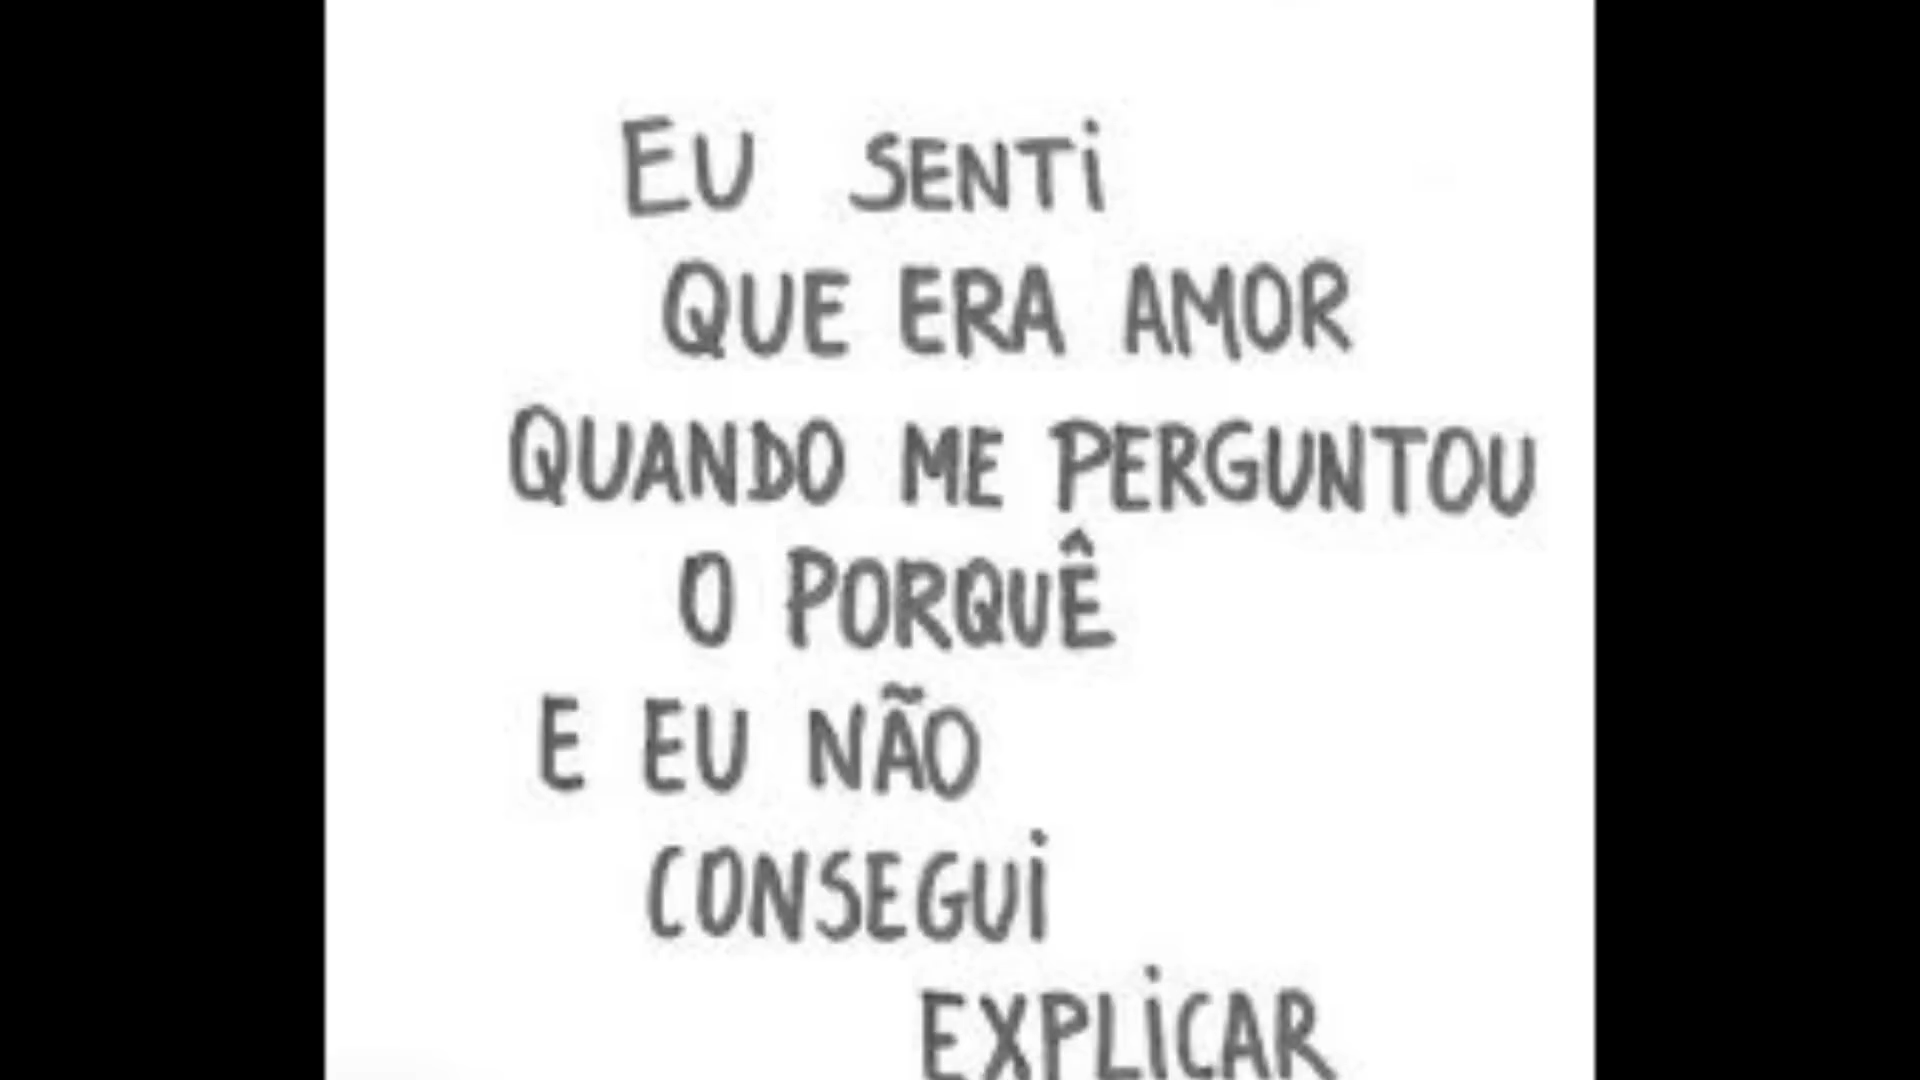 EU SENTI
QUE ERA AMOR
QUANDO ME PERGUNTOU
O PORQUÊ
E EU NÃO
CONSEGUI
EXPLICAR